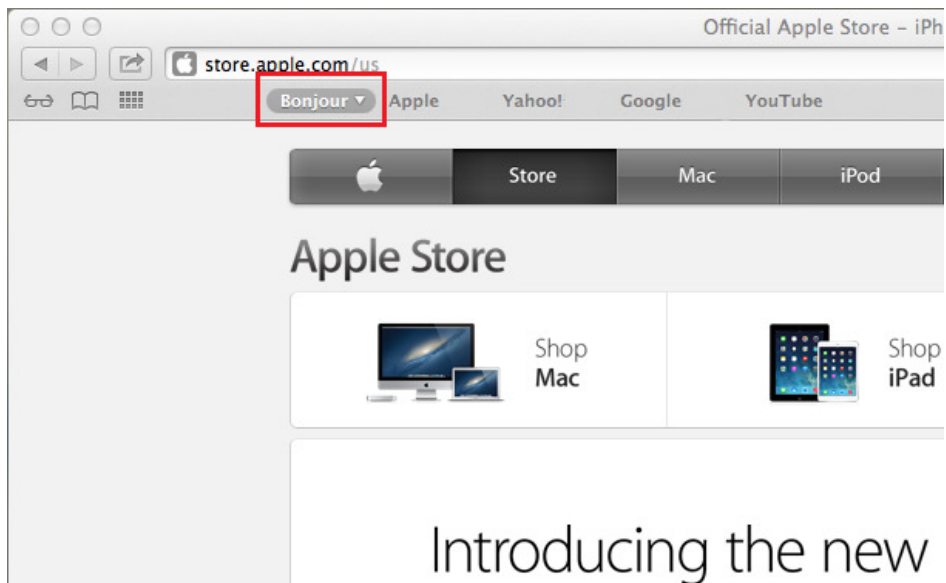 Official Apple Store – iPh
store.apple.com/us
Bonjour Apple Yahoo! Google YouTube
Store Mac iPod
Apple Store
Shop
Mac
Shop
iPad
Introducing the new